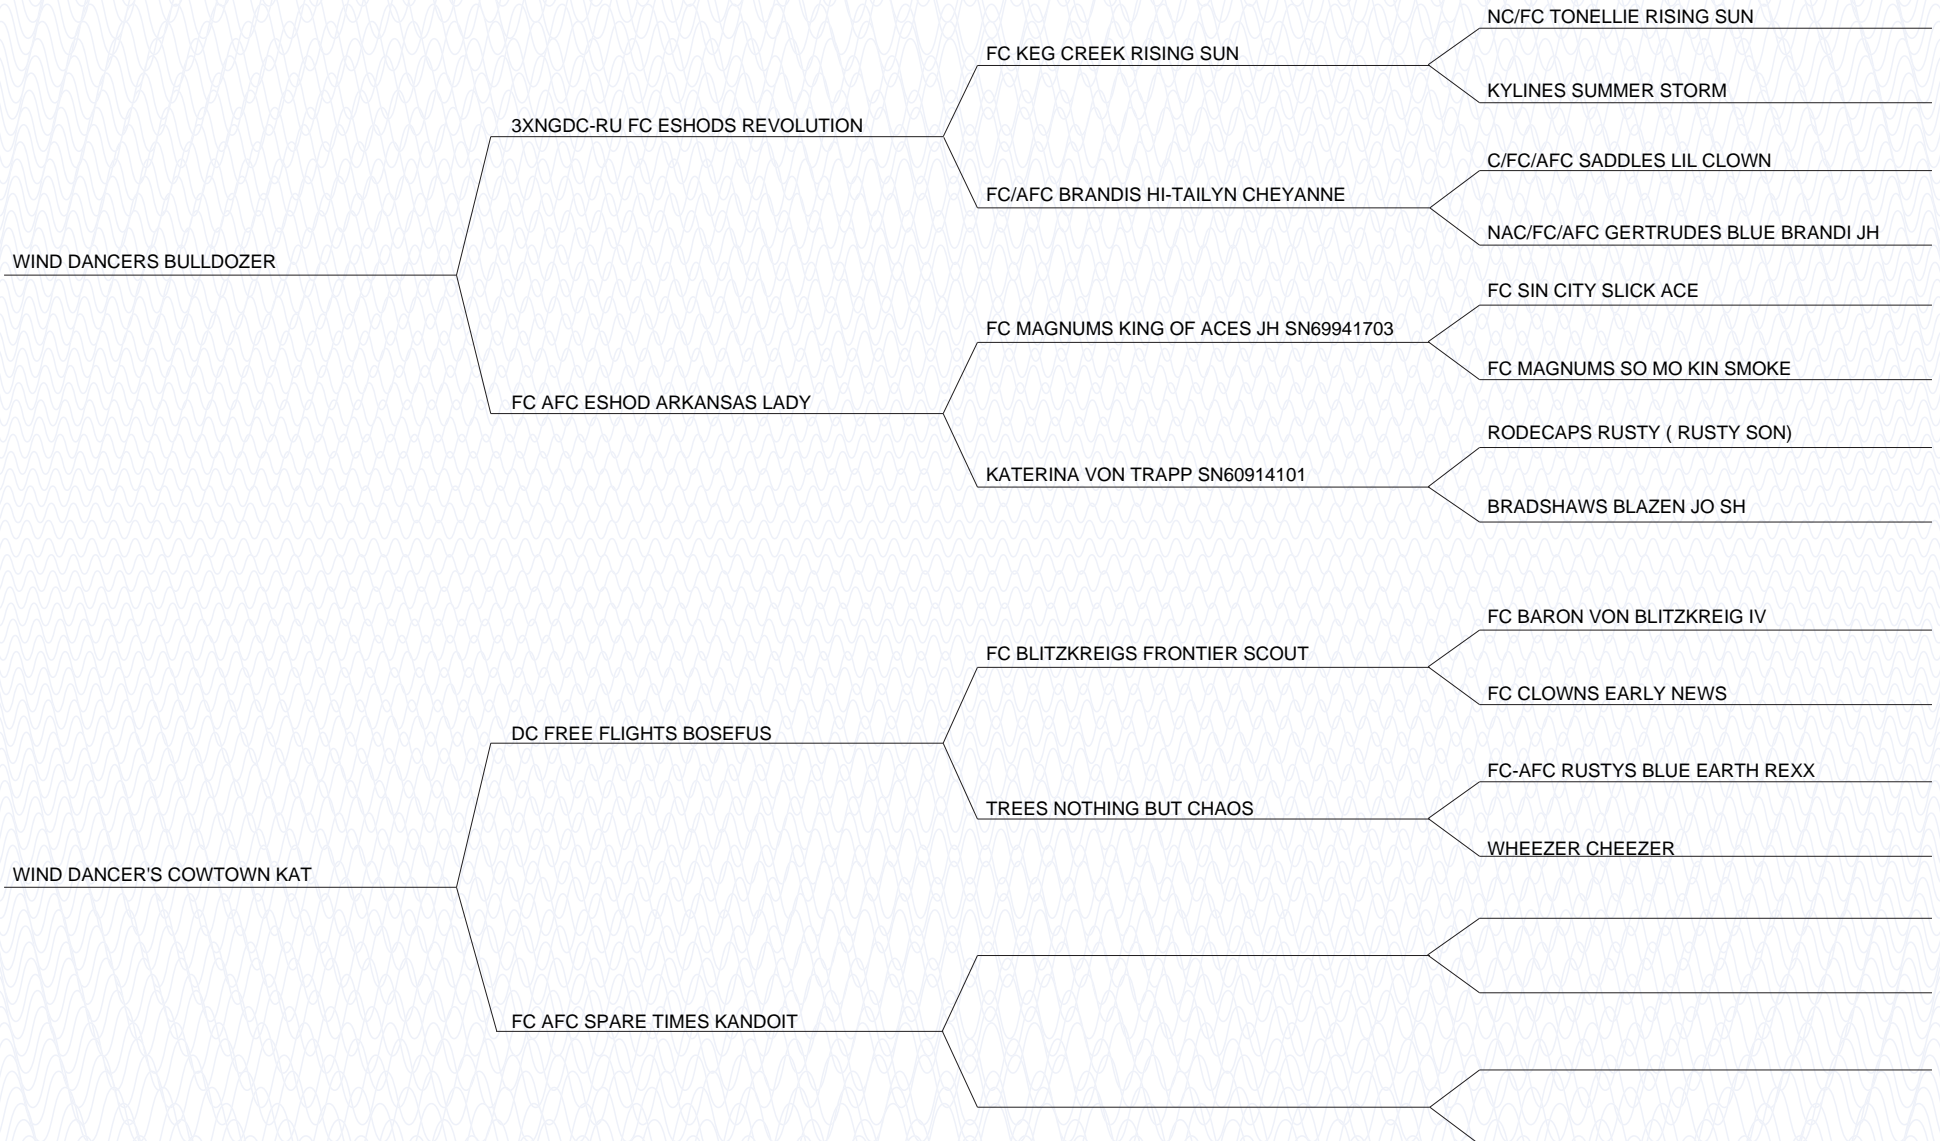 NC/FC TONELLIE RISING SUN
FC KEG CREEK RISING SUN
KYLINES SUMMER STORM
3XNGDC-RU FC ESHODS REVOLUTION
C/FC/AFC SADDLES LIL CLOWN
FC/AFC BRANDIS HI-TAILYN CHEYANNE
NAC/FC/AFC GERTRUDES BLUE BRANDI JH
WIND DANCERS BULLDOZER
FC SIN CITY SLICK ACE
FC MAGNUMS KING OF ACES JH SN69941703
FC MAGNUMS SO MO KIN SMOKE
FC AFC ESHOD ARKANSAS LADY
RODECAPS RUSTY ( RUSTY SON)
KATERINA VON TRAPP SN60914101
BRADSHAWS BLAZEN JO SH
FC BARON VON BLITZKREIG IV
FC BLITZKREIGS FRONTIER SCOUT
FC CLOWNS EARLY NEWS
DC FREE FLIGHTS BOSEFUS
FC-AFC RUSTYS BLUE EARTH REXX
TREES NOTHING BUT CHAOS
WHEEZER CHEEZER
WIND DANCER'S COWTOWN KAT
FC AFC SPARE TIMES KANDOIT